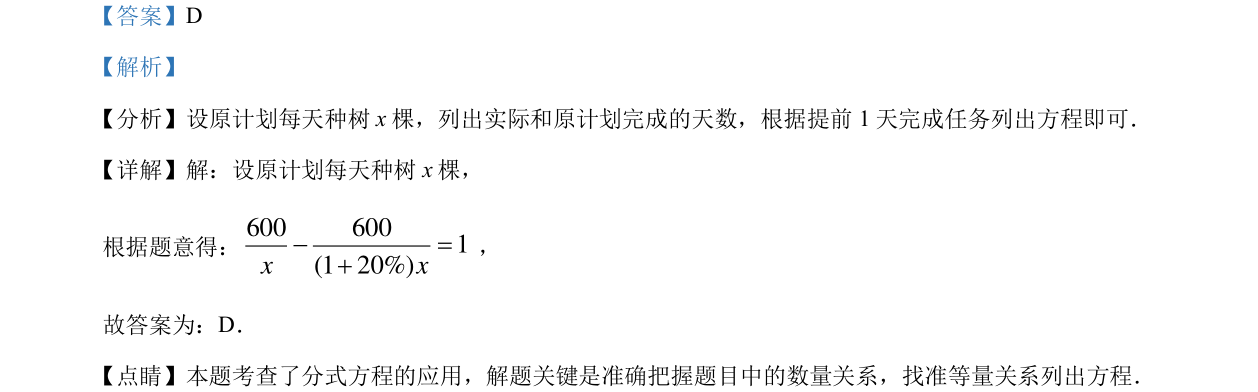 【答案】D
【解析】
【分析】设原计划每天种树 x 棵，列出实际和原计划完成的天数，根据提前 1 天完成任务列出方程即可．
【详解】解：设原计划每天种树 x 棵，
根据题意得：600/x − 600/((1+20%)x) = 1，
故答案为：D．
【点睛】本题考查了分式方程的应用，解题关键是准确把握题目中的数量关系，找准等量关系列出方程．